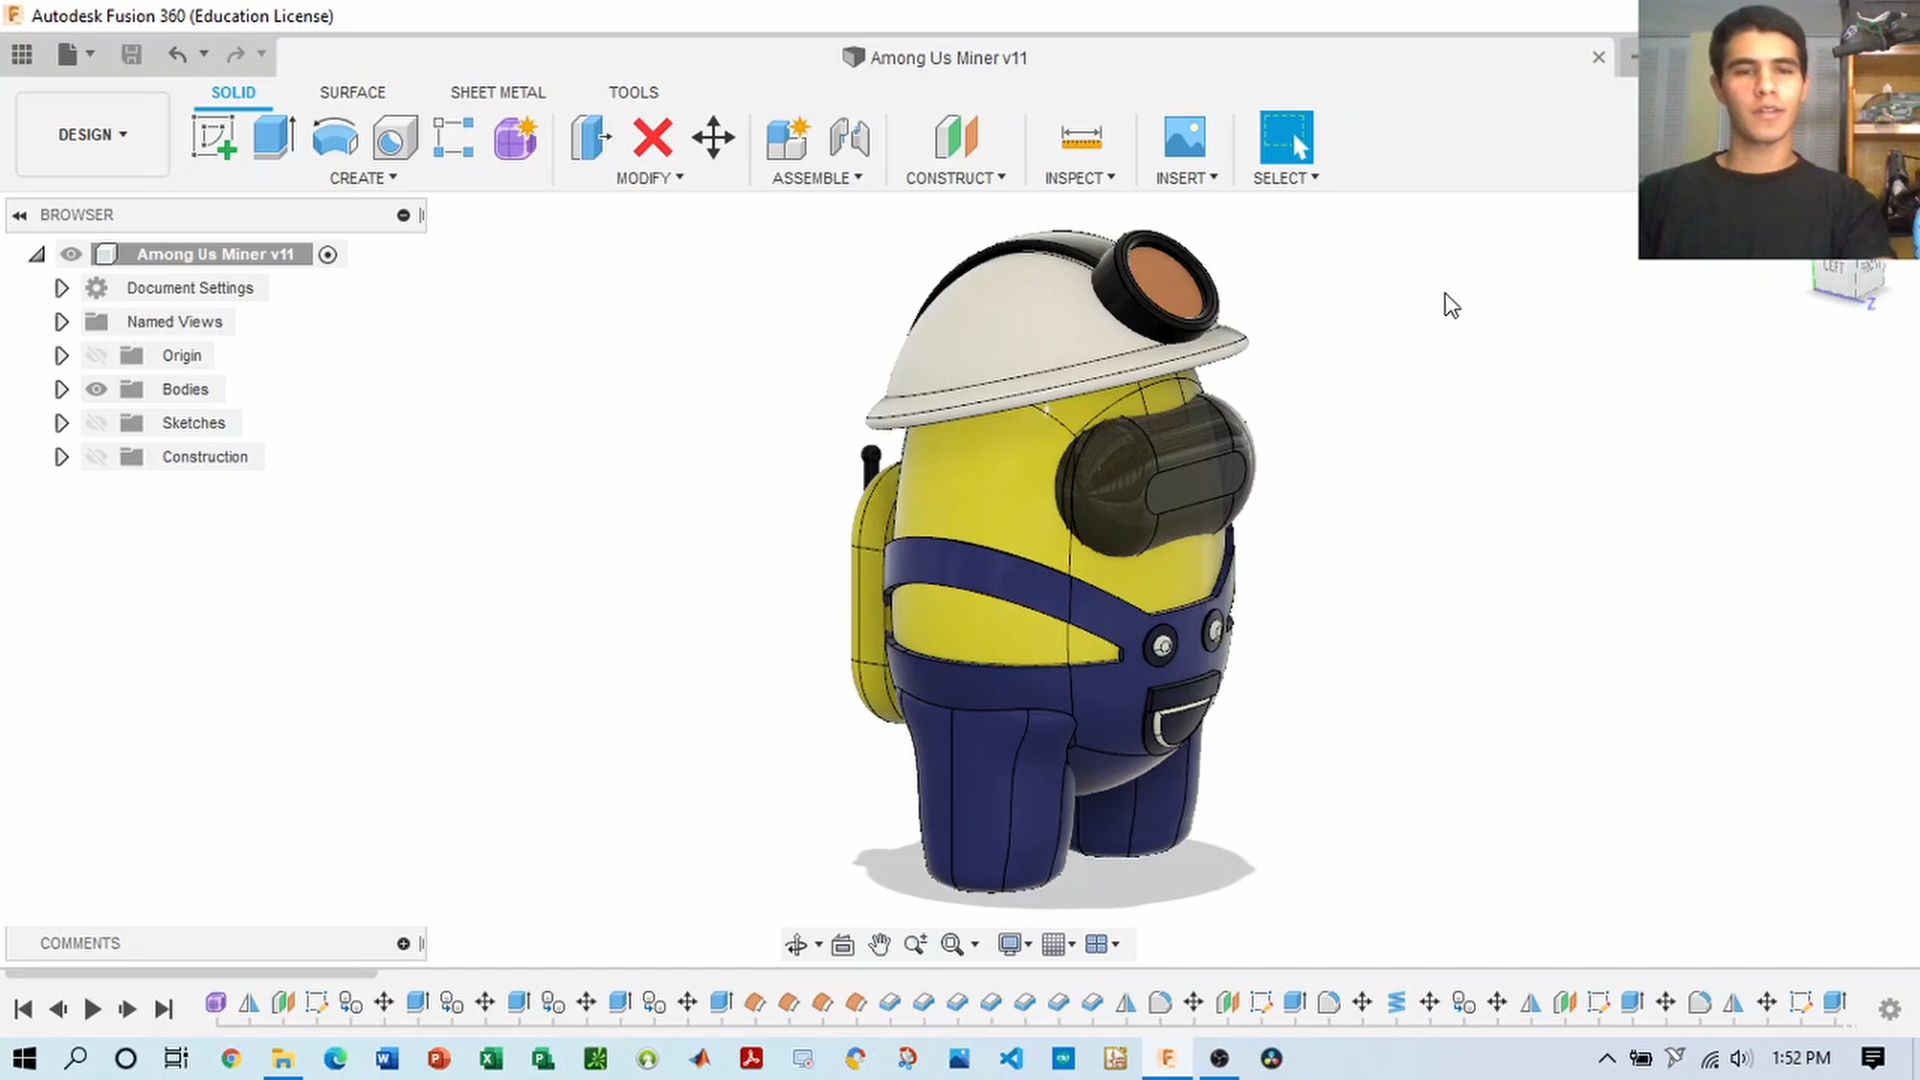 Autodesk Fusion 360 (Education License)
Among Us Miner v11
SOLID SURFACE SHEET METAL TOOLS
DESIGN
CREATE MODIFY ASSEMBLE CONSTRUCT INSPECT INSERT SELECT
BROWSER
Among Us Miner v11
Document Settings
Named Views
Origin
Bodies
Sketches
Construction
LEFT
Z
COMMENTS
1:52 PM